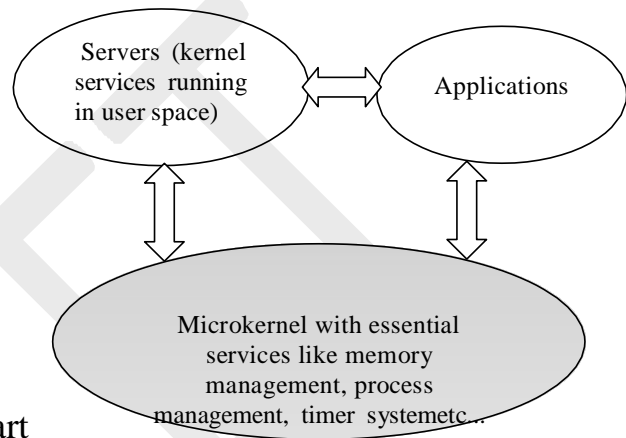 Servers (kernel
services running
in user space)
Applications
Microkernel with essential
services like memory
management, process
management, timer systemetc...
art